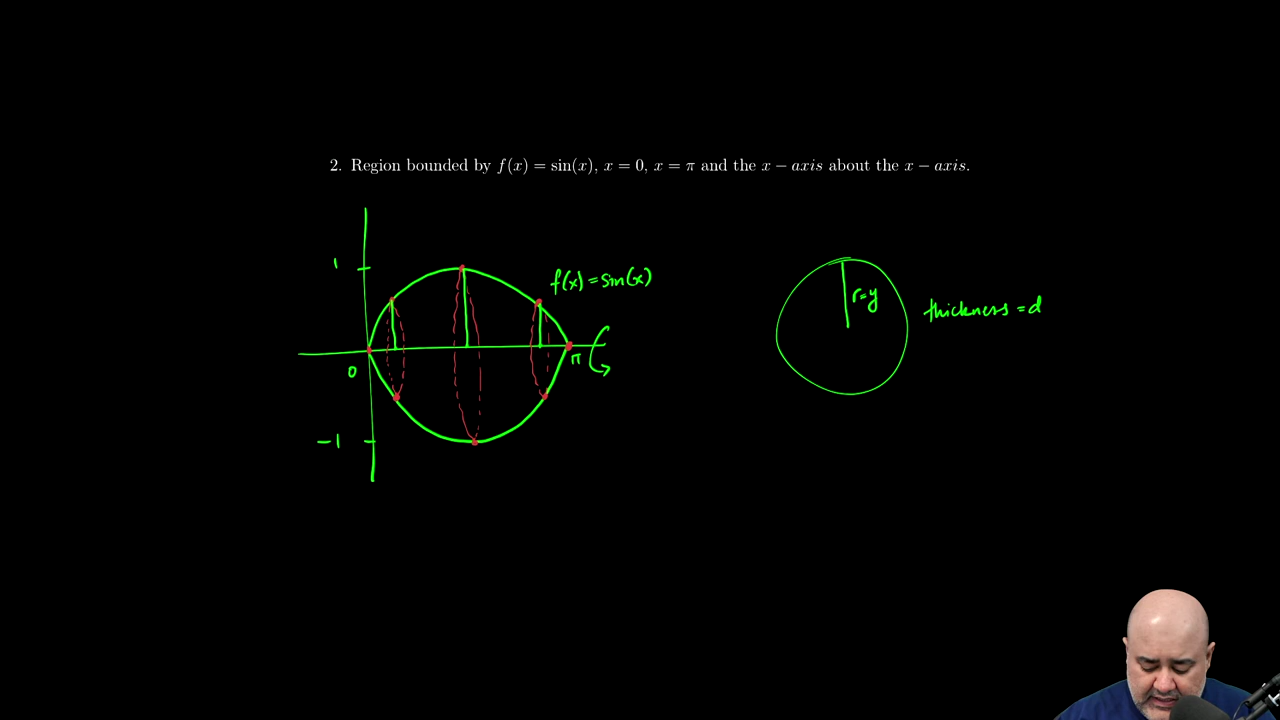 2. Region bounded by f(x) = sin(x), x = 0, x = π and the x − axis about the x − axis.
1
f(x) = sin(x)
r=y
thickness = d
0
π
−1